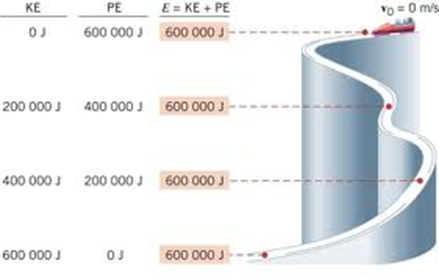 KE PE E = KE + PE v0 = 0 m/s
0 J 600 000 J 600 000 J
200 000 J 400 000 J 600 000 J
400 000 J 200 000 J 600 000 J
600 000 J 0 J 600 000 J